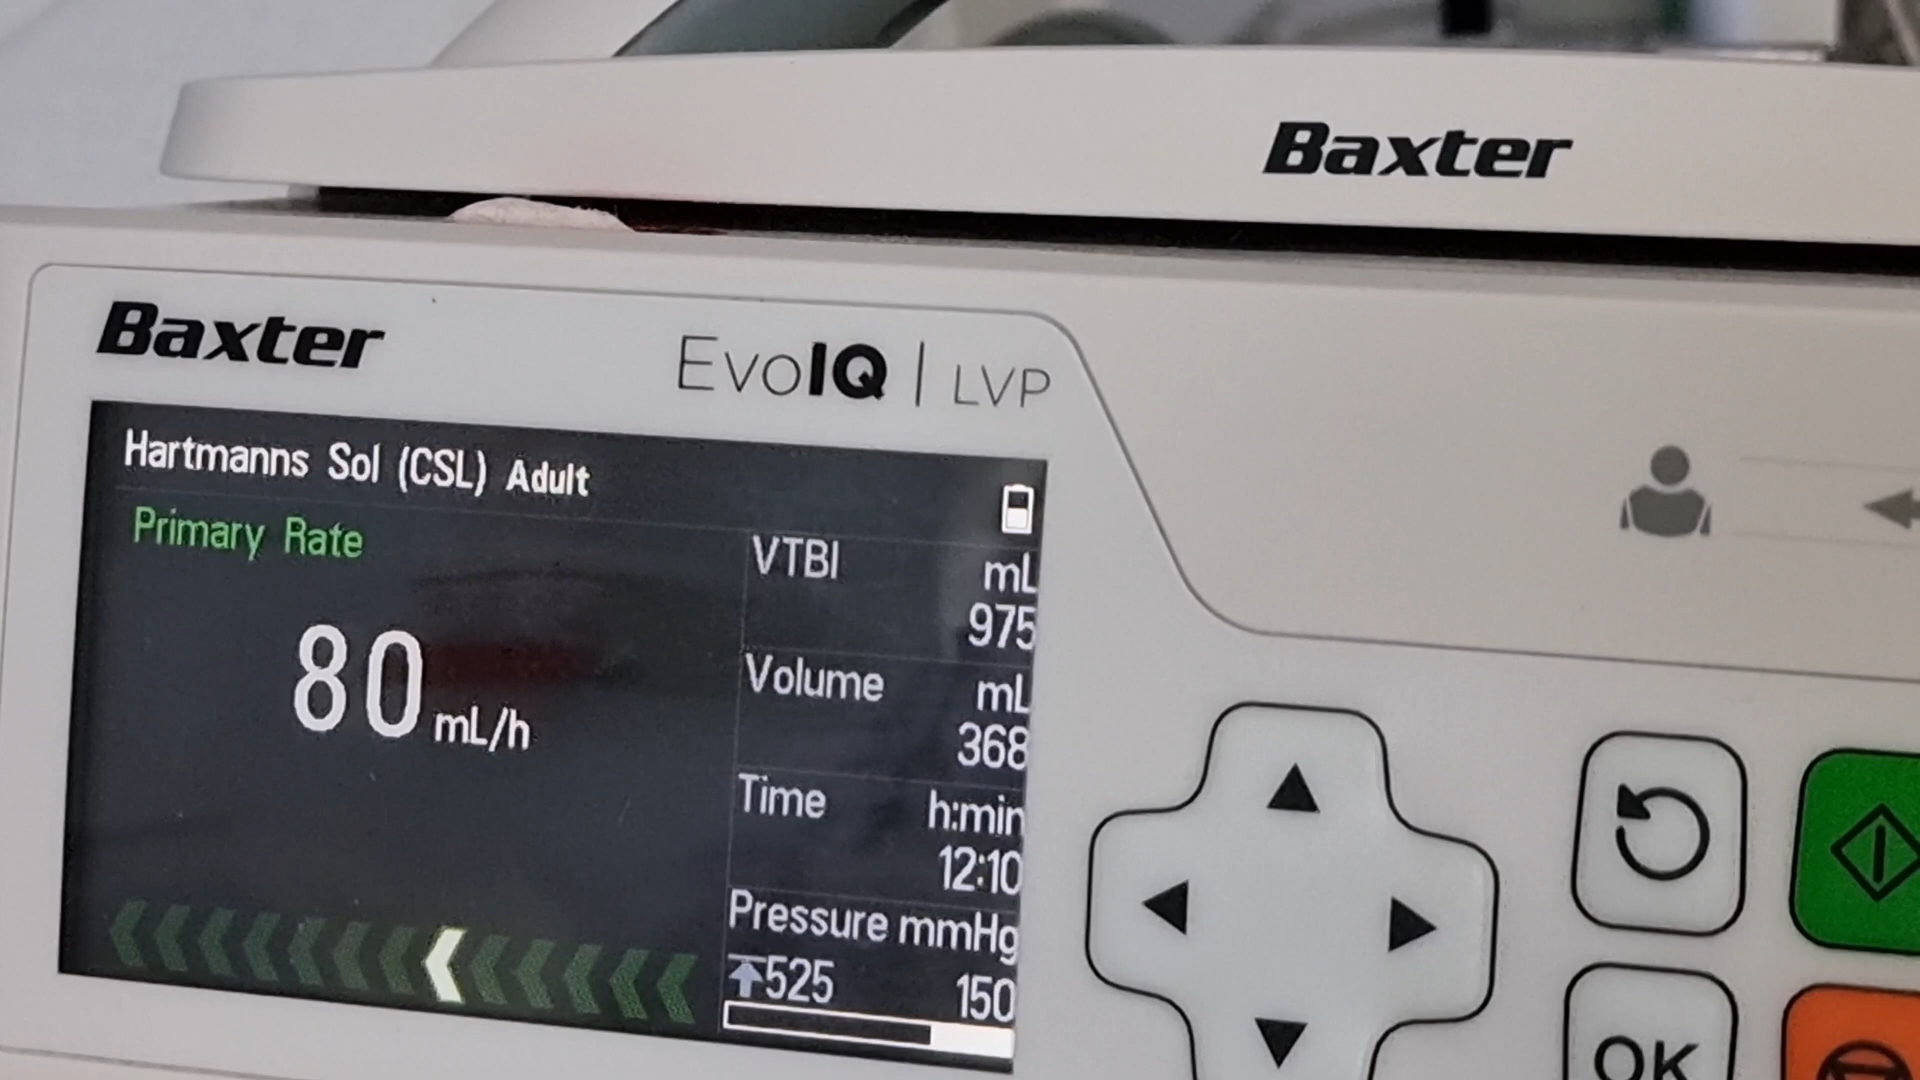 Baxter
Baxter
EvoIQ | LVP
Hartmanns Sol (CSL) Adult
Primary Rate
80 mL/h
VTBI mL
975
Volume mL
368
Time h:min
12:10
Pressure mmHg
525 150
OK